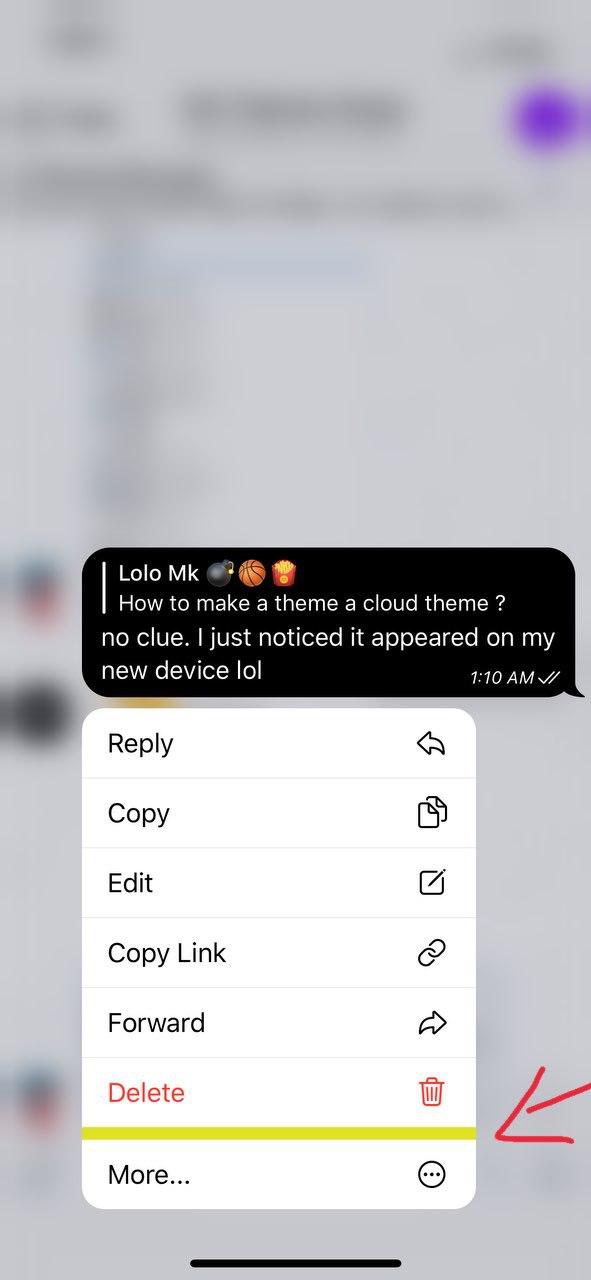 Lolo Mk 💣🏀🍟
How to make a theme a cloud theme ?
no clue. I just noticed it appeared on my
new device lol
1:10 AM
Reply
Copy
Edit
Copy Link
Forward
Delete
More...